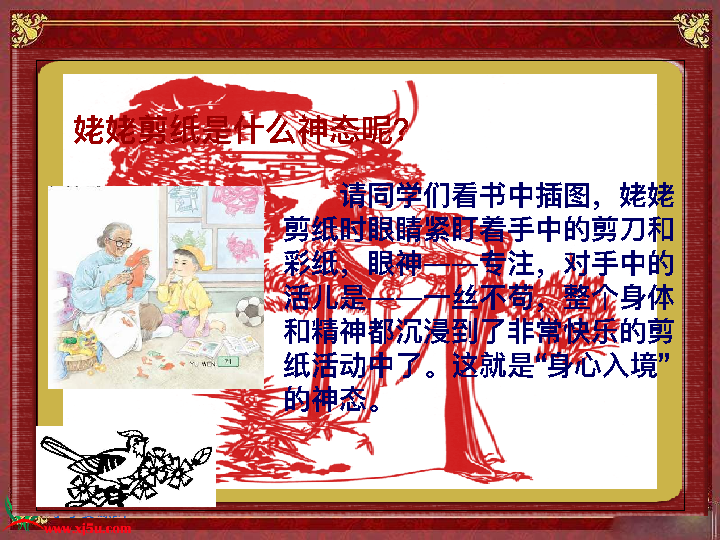 姥姥剪纸是什么神态呢？
请同学们看书中插图，姥姥
剪纸时眼睛紧盯着手中的剪刀和
彩纸，眼神——专注，对手中的
活儿是——一丝不苟，整个身体
和精神都沉浸到了非常快乐的剪
纸活动中了。这就是“身心入境”
的神态。
YU WEN 71
www.xj5u.com